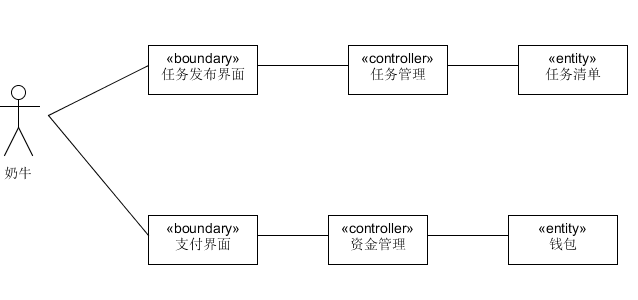 «boundary»
任务发布界面
«controller»
任务管理
«entity»
任务清单
奶牛
«boundary»
支付界面
«controller»
资金管理
«entity»
钱包